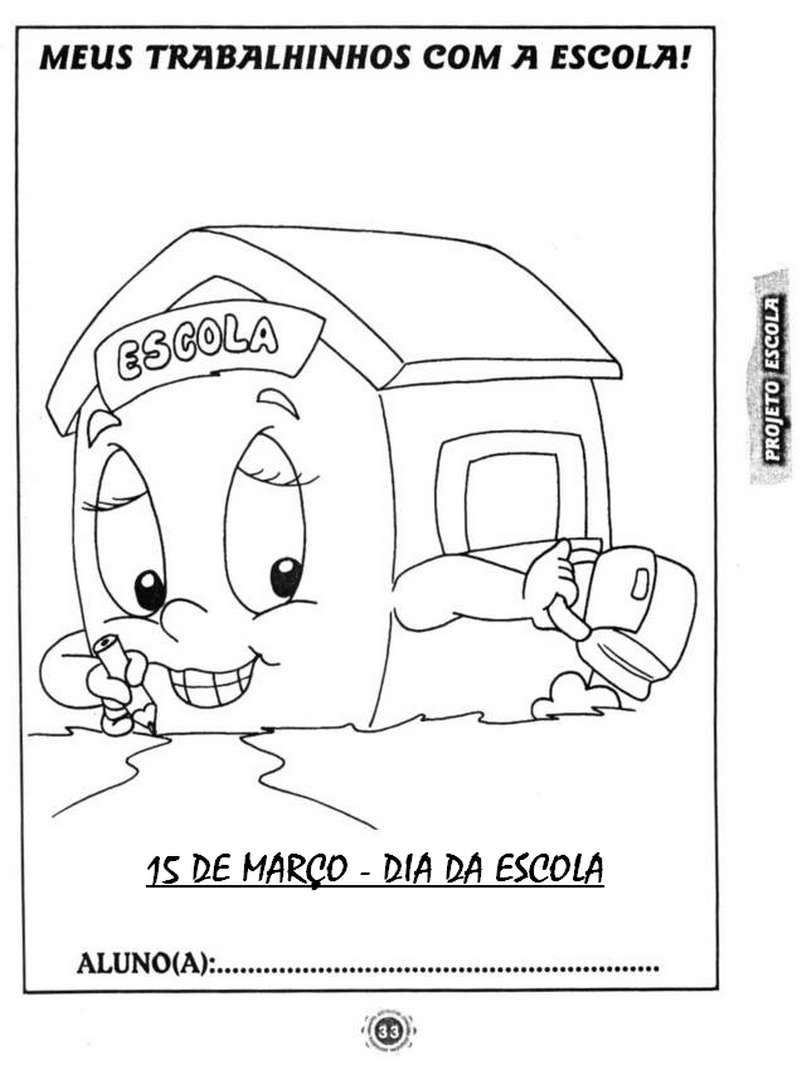 MEUS TRABALHINHOS COM A ESCOLA!
ESCOLA
PROJETO ESCOLA
15 DE MARÇO - DIA DA ESCOLA
ALUNO(A):..........................................................
33